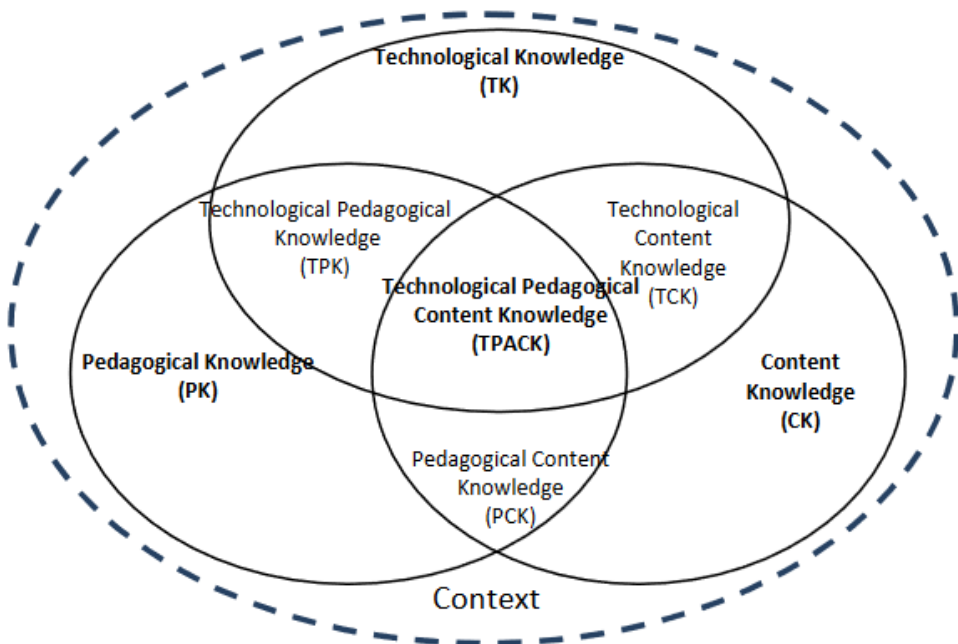 Technological Knowledge
(TK)
Technological Pedagogical
Knowledge
(TPK)
Technological
Content
Knowledge
(TCK)
Technological Pedagogical
Content Knowledge
(TPACK)
Pedagogical Knowledge
(PK)
Content
Knowledge
(CK)
Pedagogical Content
Knowledge
(PCK)
Context